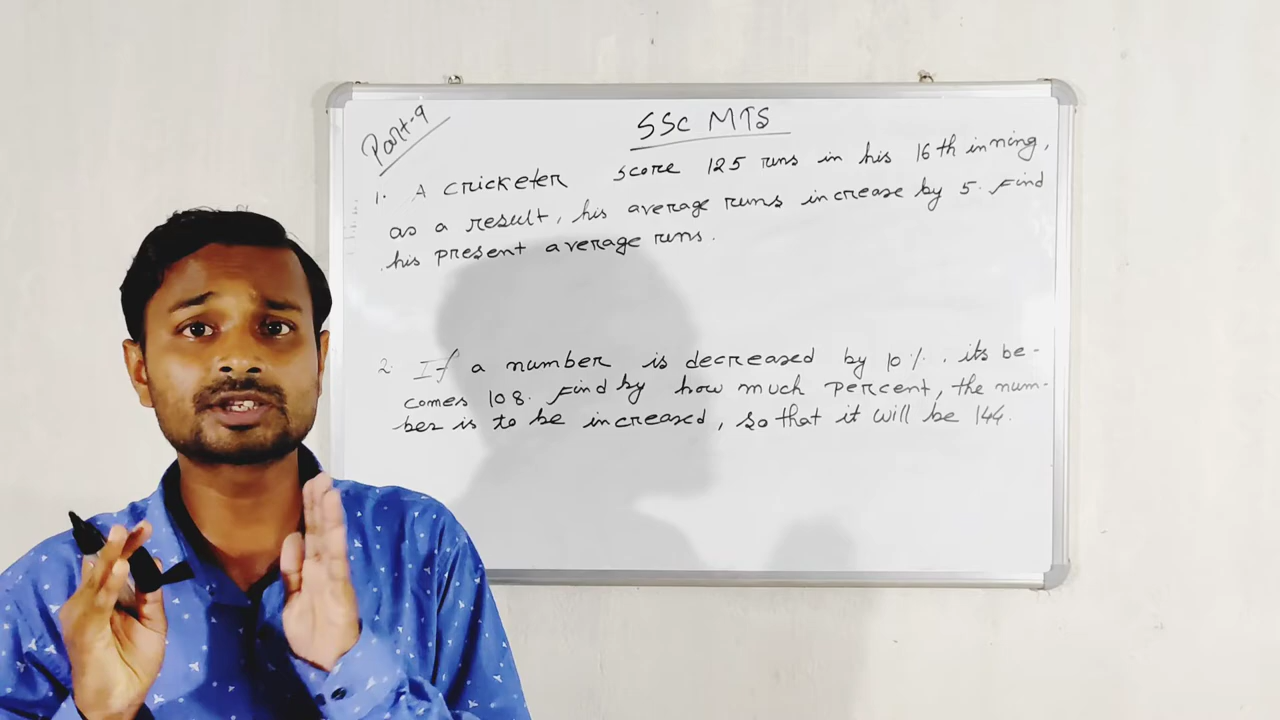 Part-9
SSC MTS
1. A cricketer score 125 runs in his 16th inning,
as a result, his average runs increase by 5. Find
his present average runs.
2. If a number is decreased by 10%. its be-
comes 108. Find by how much percent, the num-
ber is to be increased, so that it will be 144.